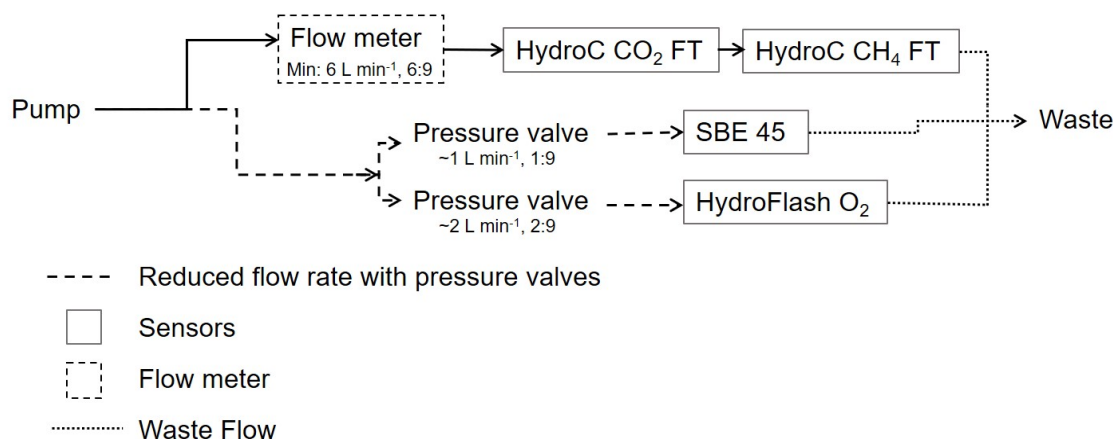 Flow meter
Min: 6 L min⁻¹, 6:9
HydroC CO₂ FT
HydroC CH₄ FT
Pump
Pressure valve
~1 L min⁻¹, 1:9
SBE 45
Waste
Pressure valve
~2 L min⁻¹, 2:9
HydroFlash O₂
Reduced flow rate with pressure valves
Sensors
Flow meter
Waste Flow